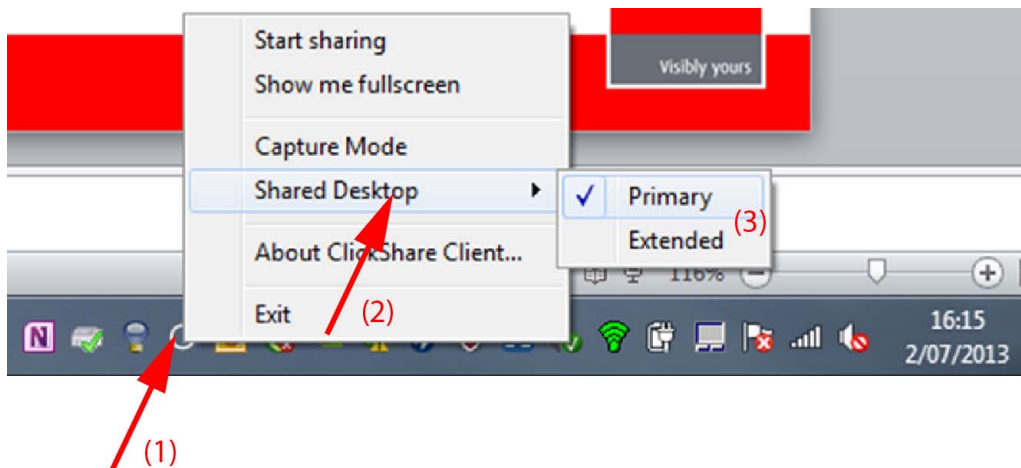 Start sharing
Show me fullscreen
Visibly yours
Capture Mode
Shared Desktop
Primary
(3)
Extended
About ClickShare Client...
116%
Exit
(2)
N
16:15
2/07/2013
(1)